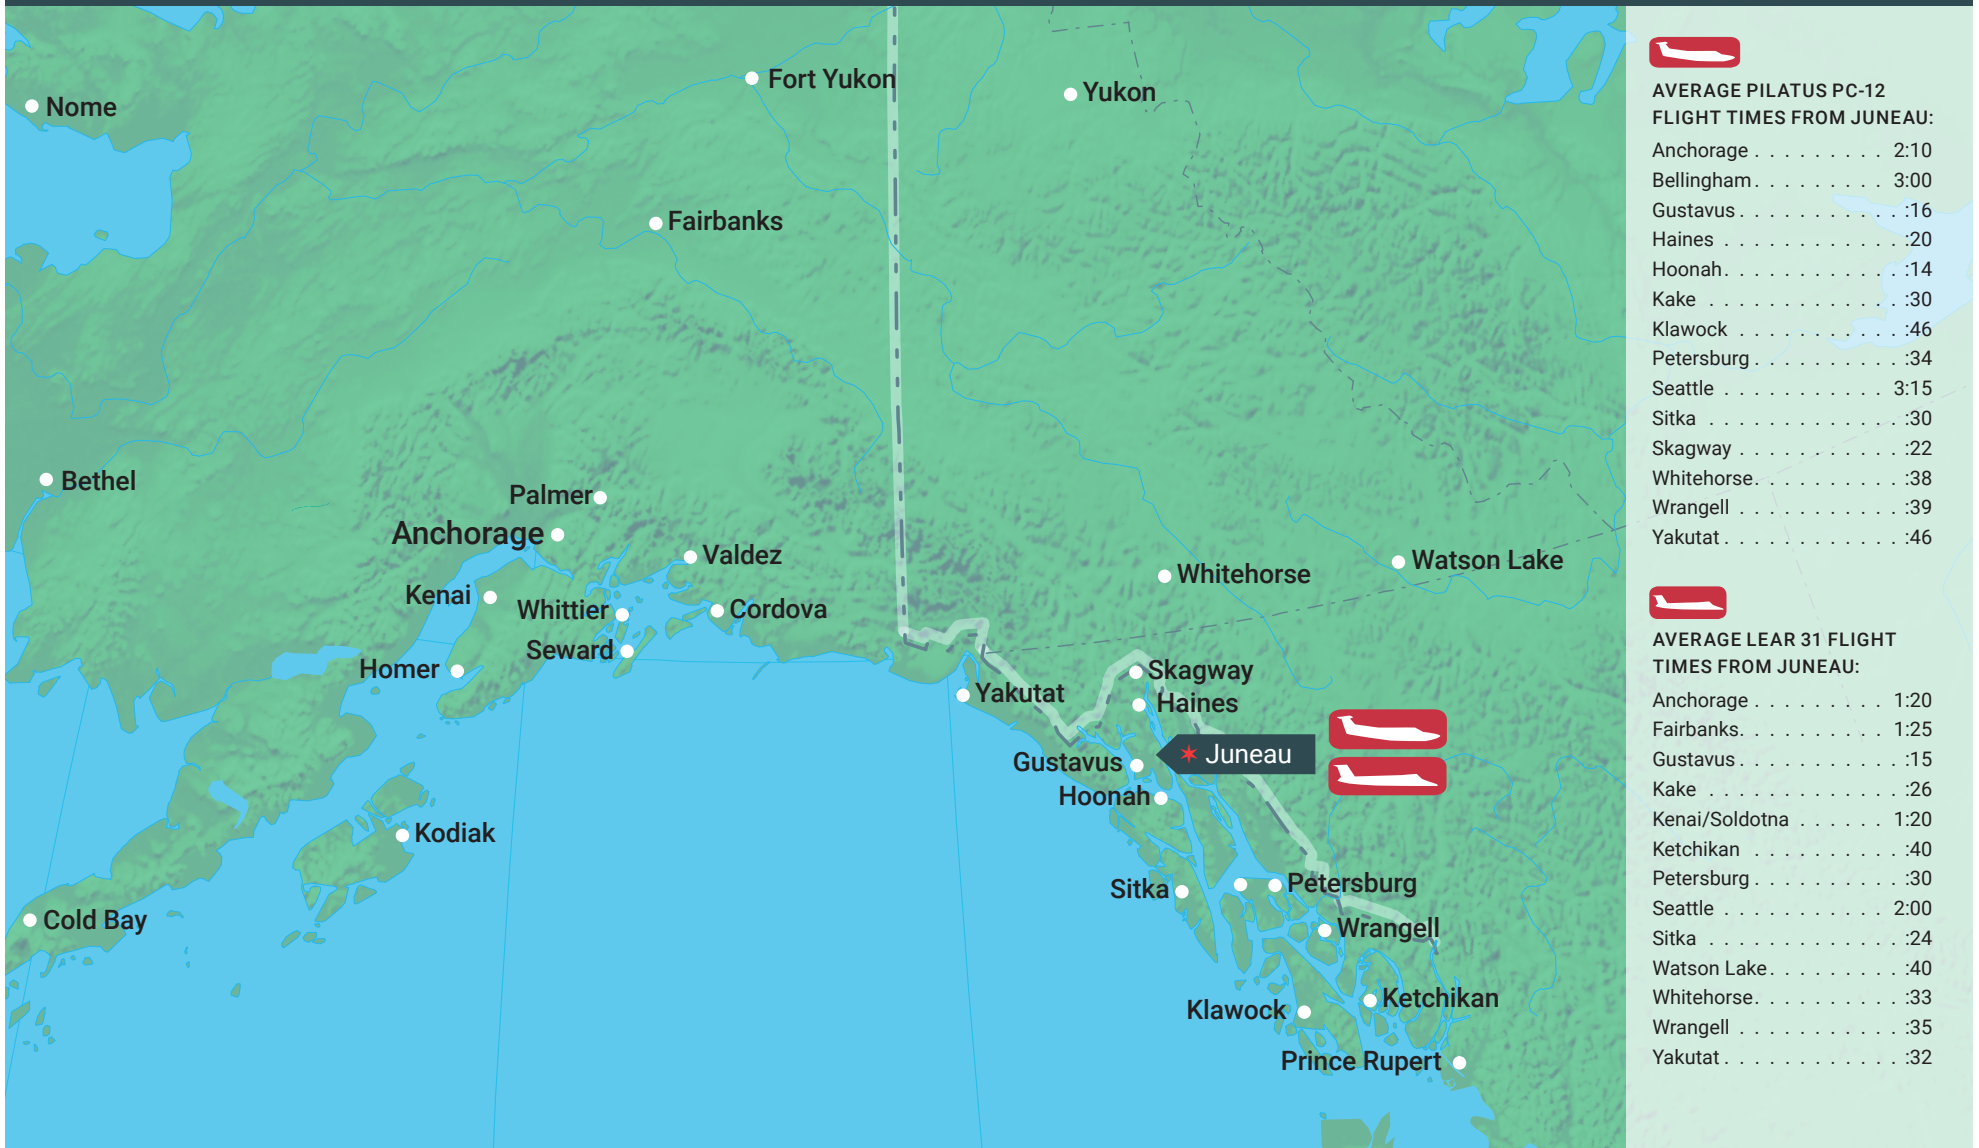 Fort Yukon
Yukon
Nome
Fairbanks
Bethel
Palmer
Anchorage
Valdez
Watson Lake
Whitehorse
Kenai
Whittier
Cordova
Seward
Homer
Skagway
Yakutat
Haines
Juneau
Gustavus
Hoonah
Kodiak
Petersburg
Sitka
Cold Bay
Wrangell
Ketchikan
Klawock
Prince Rupert
AVERAGE PILATUS PC-12
FLIGHT TIMES FROM JUNEAU:
Anchorage . . . . . . . . . 2:10
Bellingham . . . . . . . . . 3:00
Gustavus . . . . . . . . . . . :16
Haines . . . . . . . . . . . . :20
Hoonah . . . . . . . . . . . . :14
Kake . . . . . . . . . . . . . :30
Klawock . . . . . . . . . . . :46
Petersburg . . . . . . . . . . :34
Seattle . . . . . . . . . . . 3:15
Sitka . . . . . . . . . . . . . :30
Skagway . . . . . . . . . . . :22
Whitehorse . . . . . . . . . . :38
Wrangell . . . . . . . . . . . :39
Yakutat . . . . . . . . . . . . :46
AVERAGE LEAR 31 FLIGHT
TIMES FROM JUNEAU:
Anchorage . . . . . . . . . 1:20
Fairbanks . . . . . . . . . . 1:25
Gustavus . . . . . . . . . . . :15
Kake . . . . . . . . . . . . . :26
Kenai/Soldotna . . . . . . 1:20
Ketchikan . . . . . . . . . . :40
Petersburg . . . . . . . . . . :30
Seattle . . . . . . . . . . . 2:00
Sitka . . . . . . . . . . . . . :24
Watson Lake . . . . . . . . . :40
Whitehorse . . . . . . . . . . :33
Wrangell . . . . . . . . . . . :35
Yakutat . . . . . . . . . . . . :32